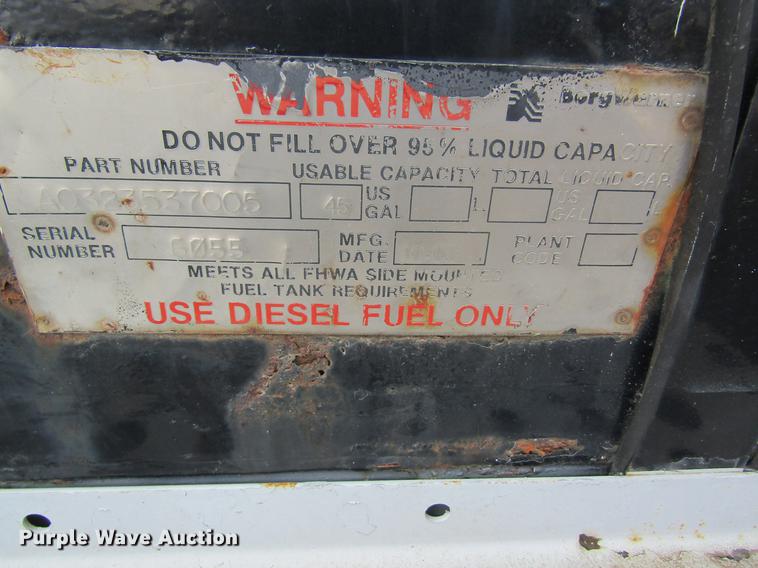 WARNING BorgWarner
DO NOT FILL OVER 95% LIQUID CAPACITY
PART NUMBER USABLE CAPACITY TOTAL LIQUID CAP.
A0323537005 45 US GAL L US GAL L
SERIAL NUMBER 6055 MFG. DATE PLANT CODE
MEETS ALL FHWA SIDE MOUNTED
FUEL TANK REQUIREMENTS
USE DIESEL FUEL ONLY
Purple Wave Auction